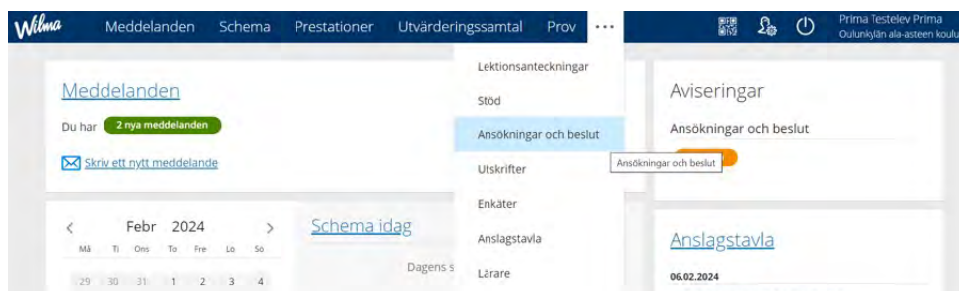 Wilma Meddelanden Schema Prestationer Utvärderingssamtal Prov ... Prima Testelev Prima
Oulunkylän ala-asteen koulu
Lektionsanteckningar
Stöd
Ansökningar och beslut
Utskrifter
Enkäter
Anslagstavla
Lärare
Ansökningar och beslut
Meddelanden
Du har 2 nya meddelanden
Skriv ett nytt meddelande
< Febr 2024 >
Må Ti Ons To Fre Lo So
29 30 31 1 2 3 4
Schema idag
Dagens s
Aviseringar
Ansökningar och beslut
Anslagstavla
06.02.2024